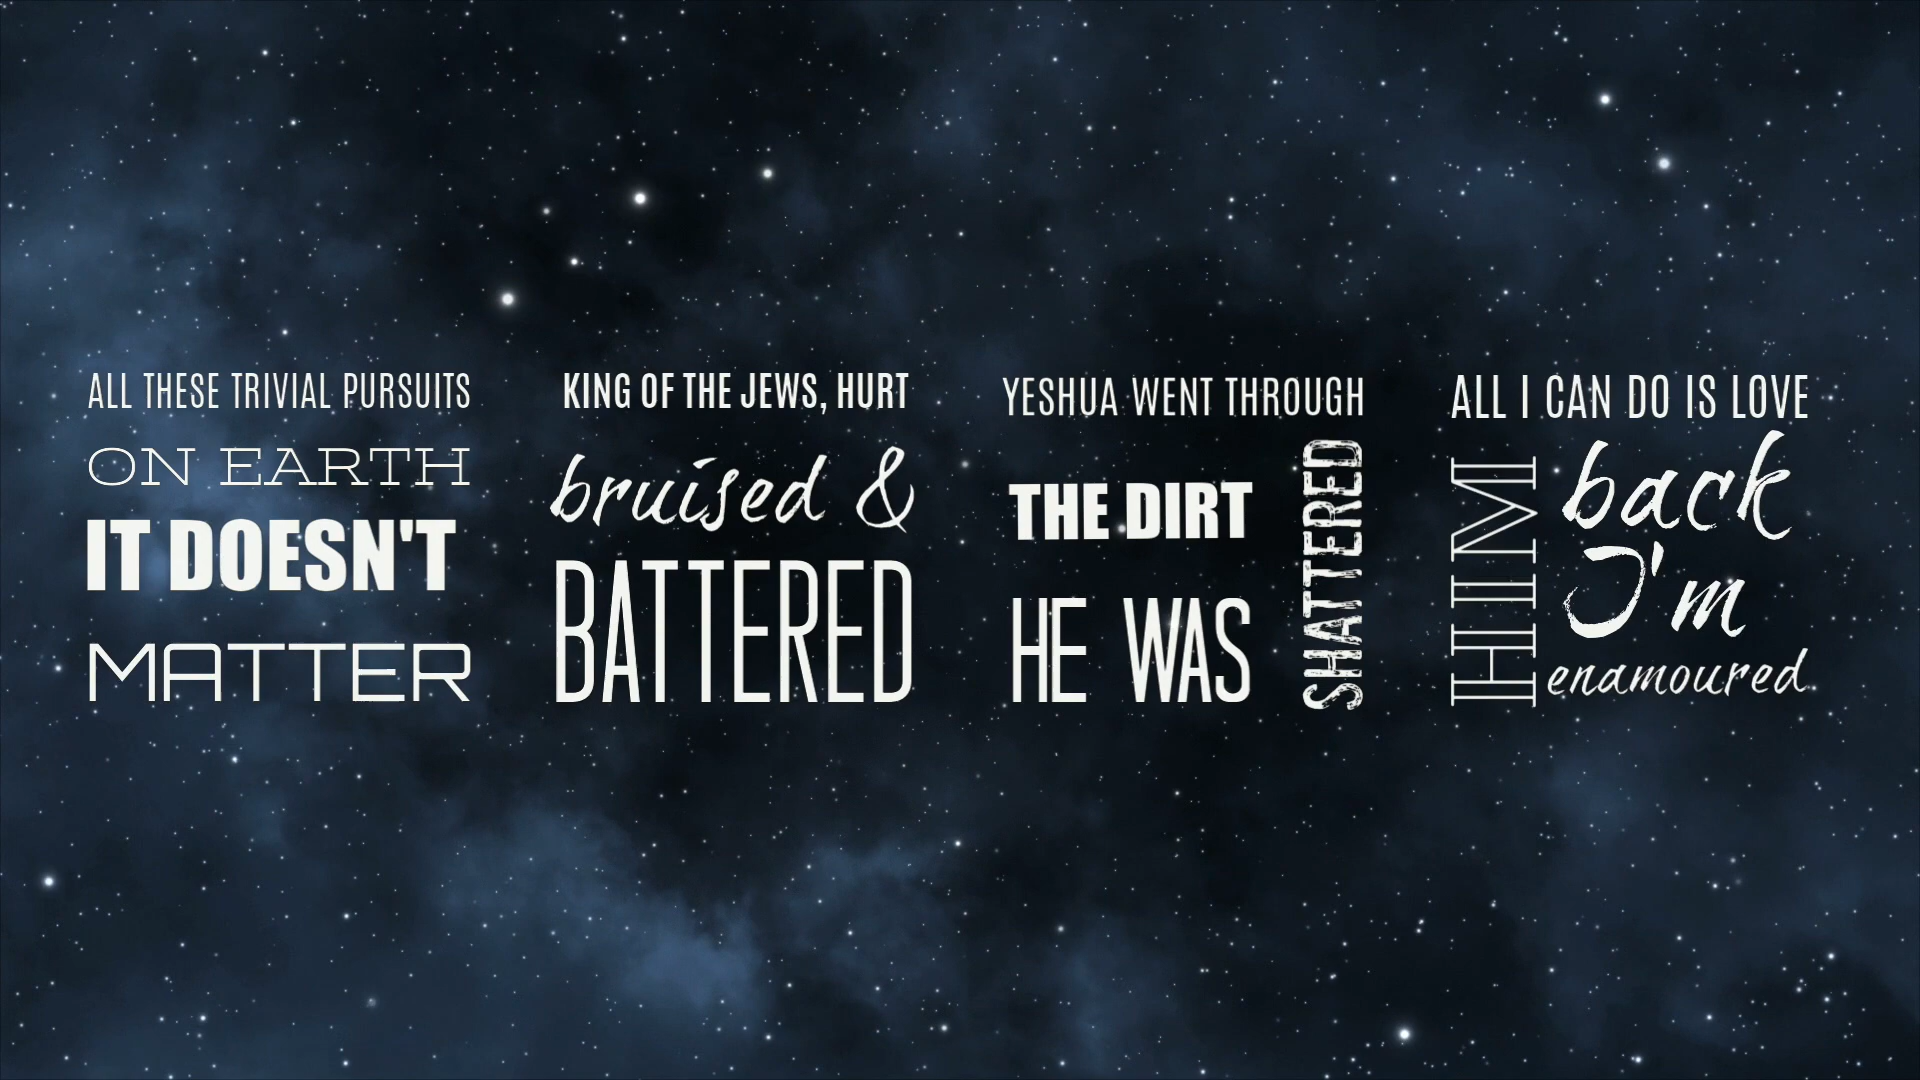 ALL THESE TRIVIAL PURSUITS
ON EARTH
IT DOESN'T
MATTER
KING OF THE JEWS, HURT
bruised &
BATTERED
YESHUA WENT THROUGH
THE DIRT
HE WAS
SHATTERED
ALL I CAN DO IS LOVE
HIM
back
I'm
enamoured